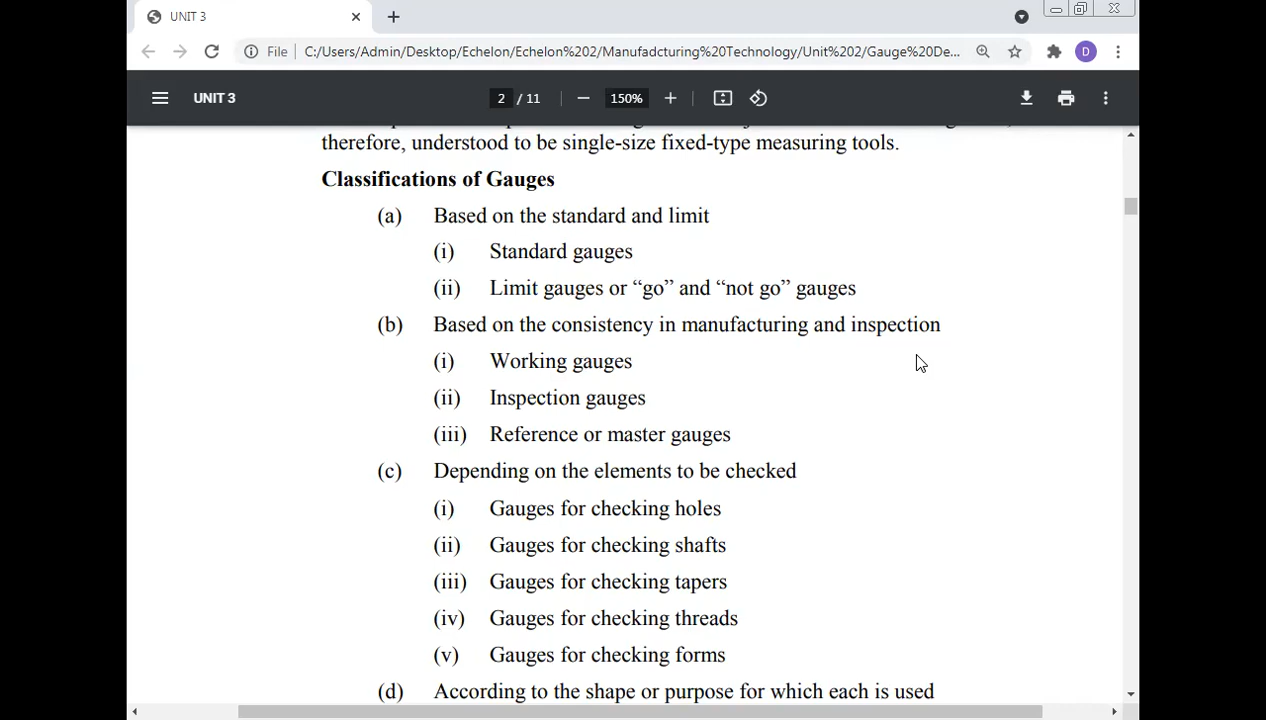 UNIT 3
File C:/Users/Admin/Desktop/Echelon/Echelon%202/Manufadcturing%20Technology/Unit%202/Gauge%20De...
D
UNIT 3 2 / 11 150%
therefore, understood to be single-size fixed-type measuring tools.
Classifications of Gauges
(a) Based on the standard and limit
(i) Standard gauges
(ii) Limit gauges or “go” and “not go” gauges
(b) Based on the consistency in manufacturing and inspection
(i) Working gauges
(ii) Inspection gauges
(iii) Reference or master gauges
(c) Depending on the elements to be checked
(i) Gauges for checking holes
(ii) Gauges for checking shafts
(iii) Gauges for checking tapers
(iv) Gauges for checking threads
(v) Gauges for checking forms
(d) According to the shape or purpose for which each is used